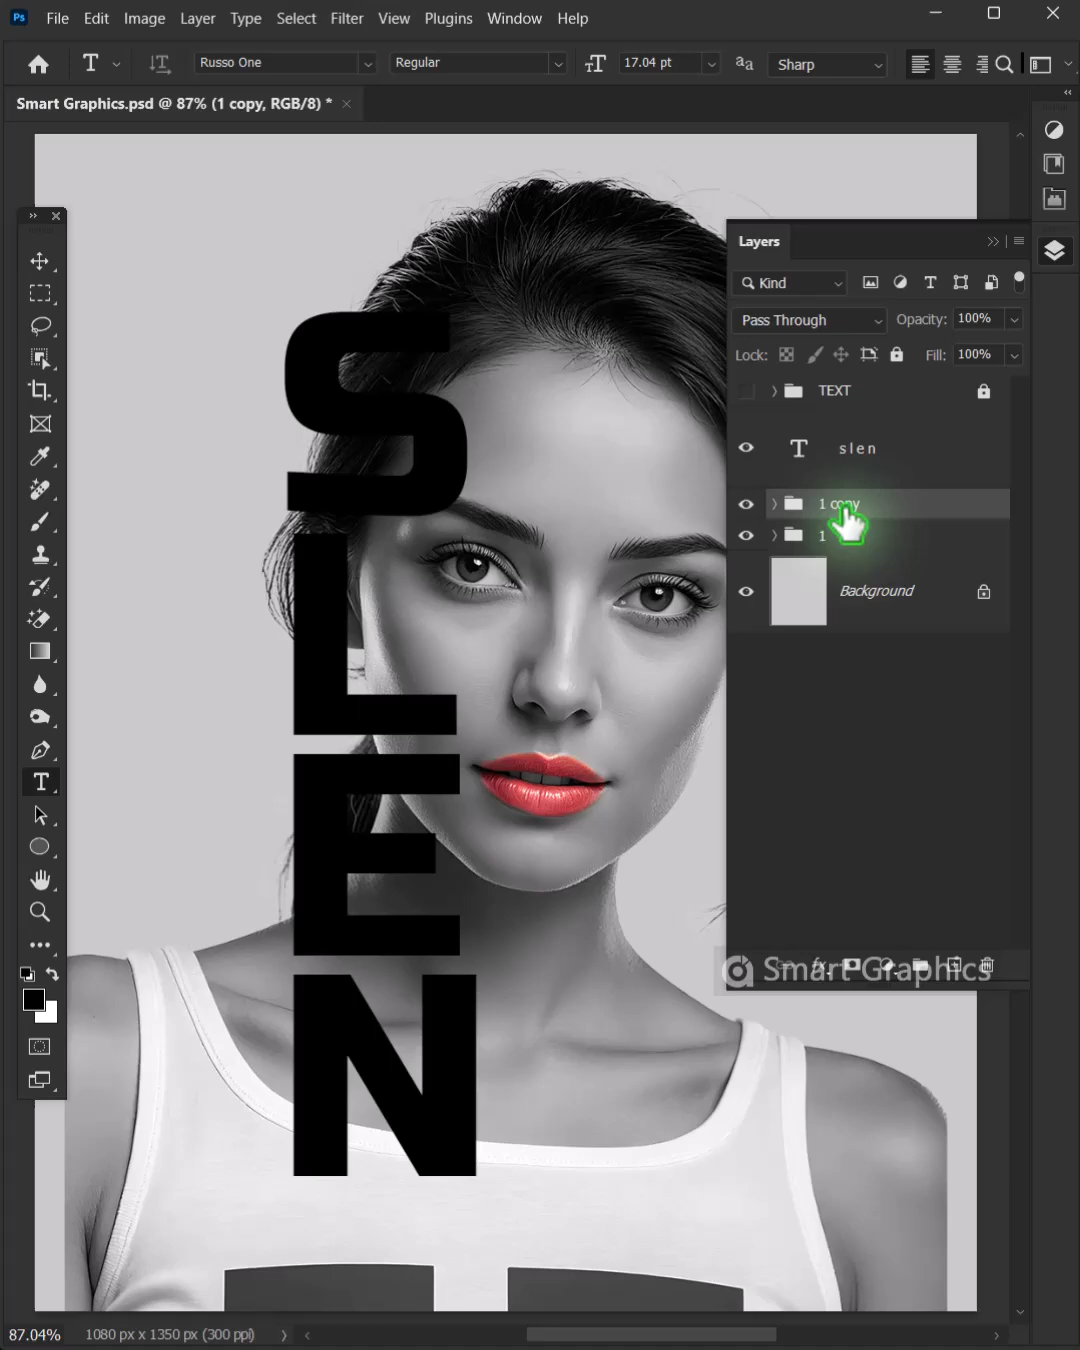 Ps File Edit Image Layer Type Select Filter View Plugins Window Help
T Russo One Regular 17.04 pt aa Sharp
Smart Graphics.psd @ 87% (1 copy, RGB/8) *
Layers
Kind
Pass Through Opacity: 100%
Lock: Fill: 100%
TEXT
T slen
1 copy
1
Background
S
L
E
N
Smart Graphics
87.04% 1080 px x 1350 px (300 ppi)